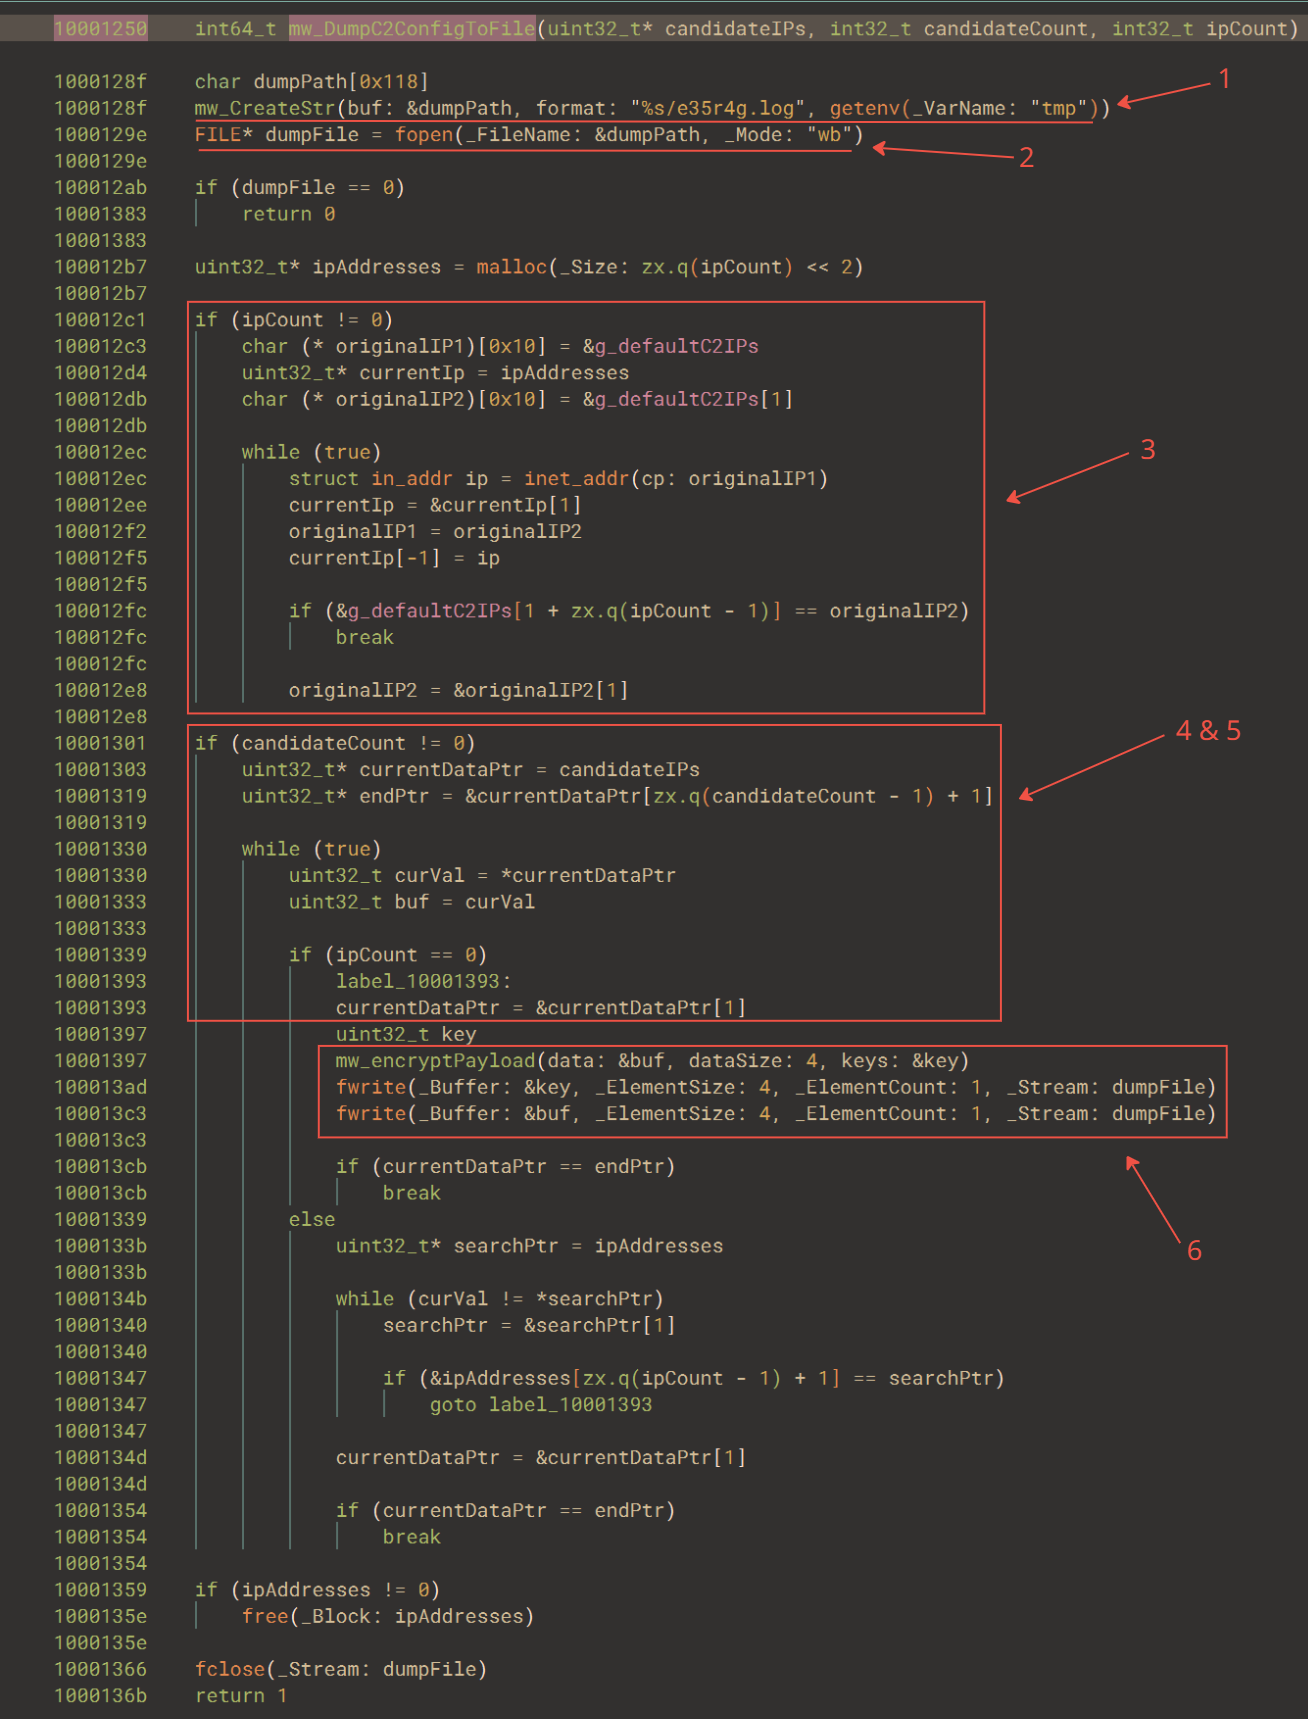 10001250 int64_t mw_DumpC2ConfigToFile(uint32_t* candidateIPs, int32_t candidateCount, int32_t ipCount)
1000128f char dumpPath[0x118]
1
1000128f mw_CreateStr(buf: &dumpPath, format: "%s/e35r4g.log", getenv(_VarName: "tmp"))
1000129e FILE* dumpFile = fopen(_FileName: &dumpPath, _Mode: "wb")
2
1000129e
100012ab if (dumpFile == 0)
10001383 return 0
10001383
100012b7 uint32_t* ipAddresses = malloc(_Size: zx.q(ipCount) << 2)
100012b7
100012c1 if (ipCount != 0)
100012c3 char (* originalIP1)[0x10] = &g_defaultC2IPs
100012d4 uint32_t* currentIp = ipAddresses
100012db char (* originalIP2)[0x10] = &g_defaultC2IPs[1]
100012db
3
100012ec while (true)
100012ec struct in_addr ip = inet_addr(cp: originalIP1)
100012ee currentIp = &currentIp[1]
100012f2 originalIP1 = originalIP2
100012f5 currentIp[-1] = ip
100012f5
100012fc if (&g_defaultC2IPs[1 + zx.q(ipCount - 1)] == originalIP2)
100012fc break
100012fc
100012e8 originalIP2 = &originalIP2[1]
100012e8
4 & 5
10001301 if (candidateCount != 0)
10001303 uint32_t* currentDataPtr = candidateIPs
10001319 uint32_t* endPtr = &currentDataPtr[zx.q(candidateCount - 1) + 1]
10001319
10001330 while (true)
10001330 uint32_t curVal = *currentDataPtr
10001333 uint32_t buf = curVal
10001333
10001339 if (ipCount == 0)
10001393 label_10001393:
10001393 currentDataPtr = &currentDataPtr[1]
10001397 uint32_t key
10001397 mw_encryptPayload(data: &buf, dataSize: 4, keys: &key)
100013ad fwrite(_Buffer: &key, _ElementSize: 4, _ElementCount: 1, _Stream: dumpFile)
100013c3 fwrite(_Buffer: &buf, _ElementSize: 4, _ElementCount: 1, _Stream: dumpFile)
100013c3
100013cb if (currentDataPtr == endPtr)
100013cb break
10001339 else
1000133b uint32_t* searchPtr = ipAddresses
6
1000133b
1000134b while (curVal != *searchPtr)
10001340 searchPtr = &searchPtr[1]
10001340
10001347 if (&ipAddresses[zx.q(ipCount - 1) + 1] == searchPtr)
10001347 goto label_10001393
10001347
1000134d currentDataPtr = &currentDataPtr[1]
1000134d
10001354 if (currentDataPtr == endPtr)
10001354 break
10001354
10001359 if (ipAddresses != 0)
1000135e free(_Block: ipAddresses)
1000135e
10001366 fclose(_Stream: dumpFile)
1000136b return 1